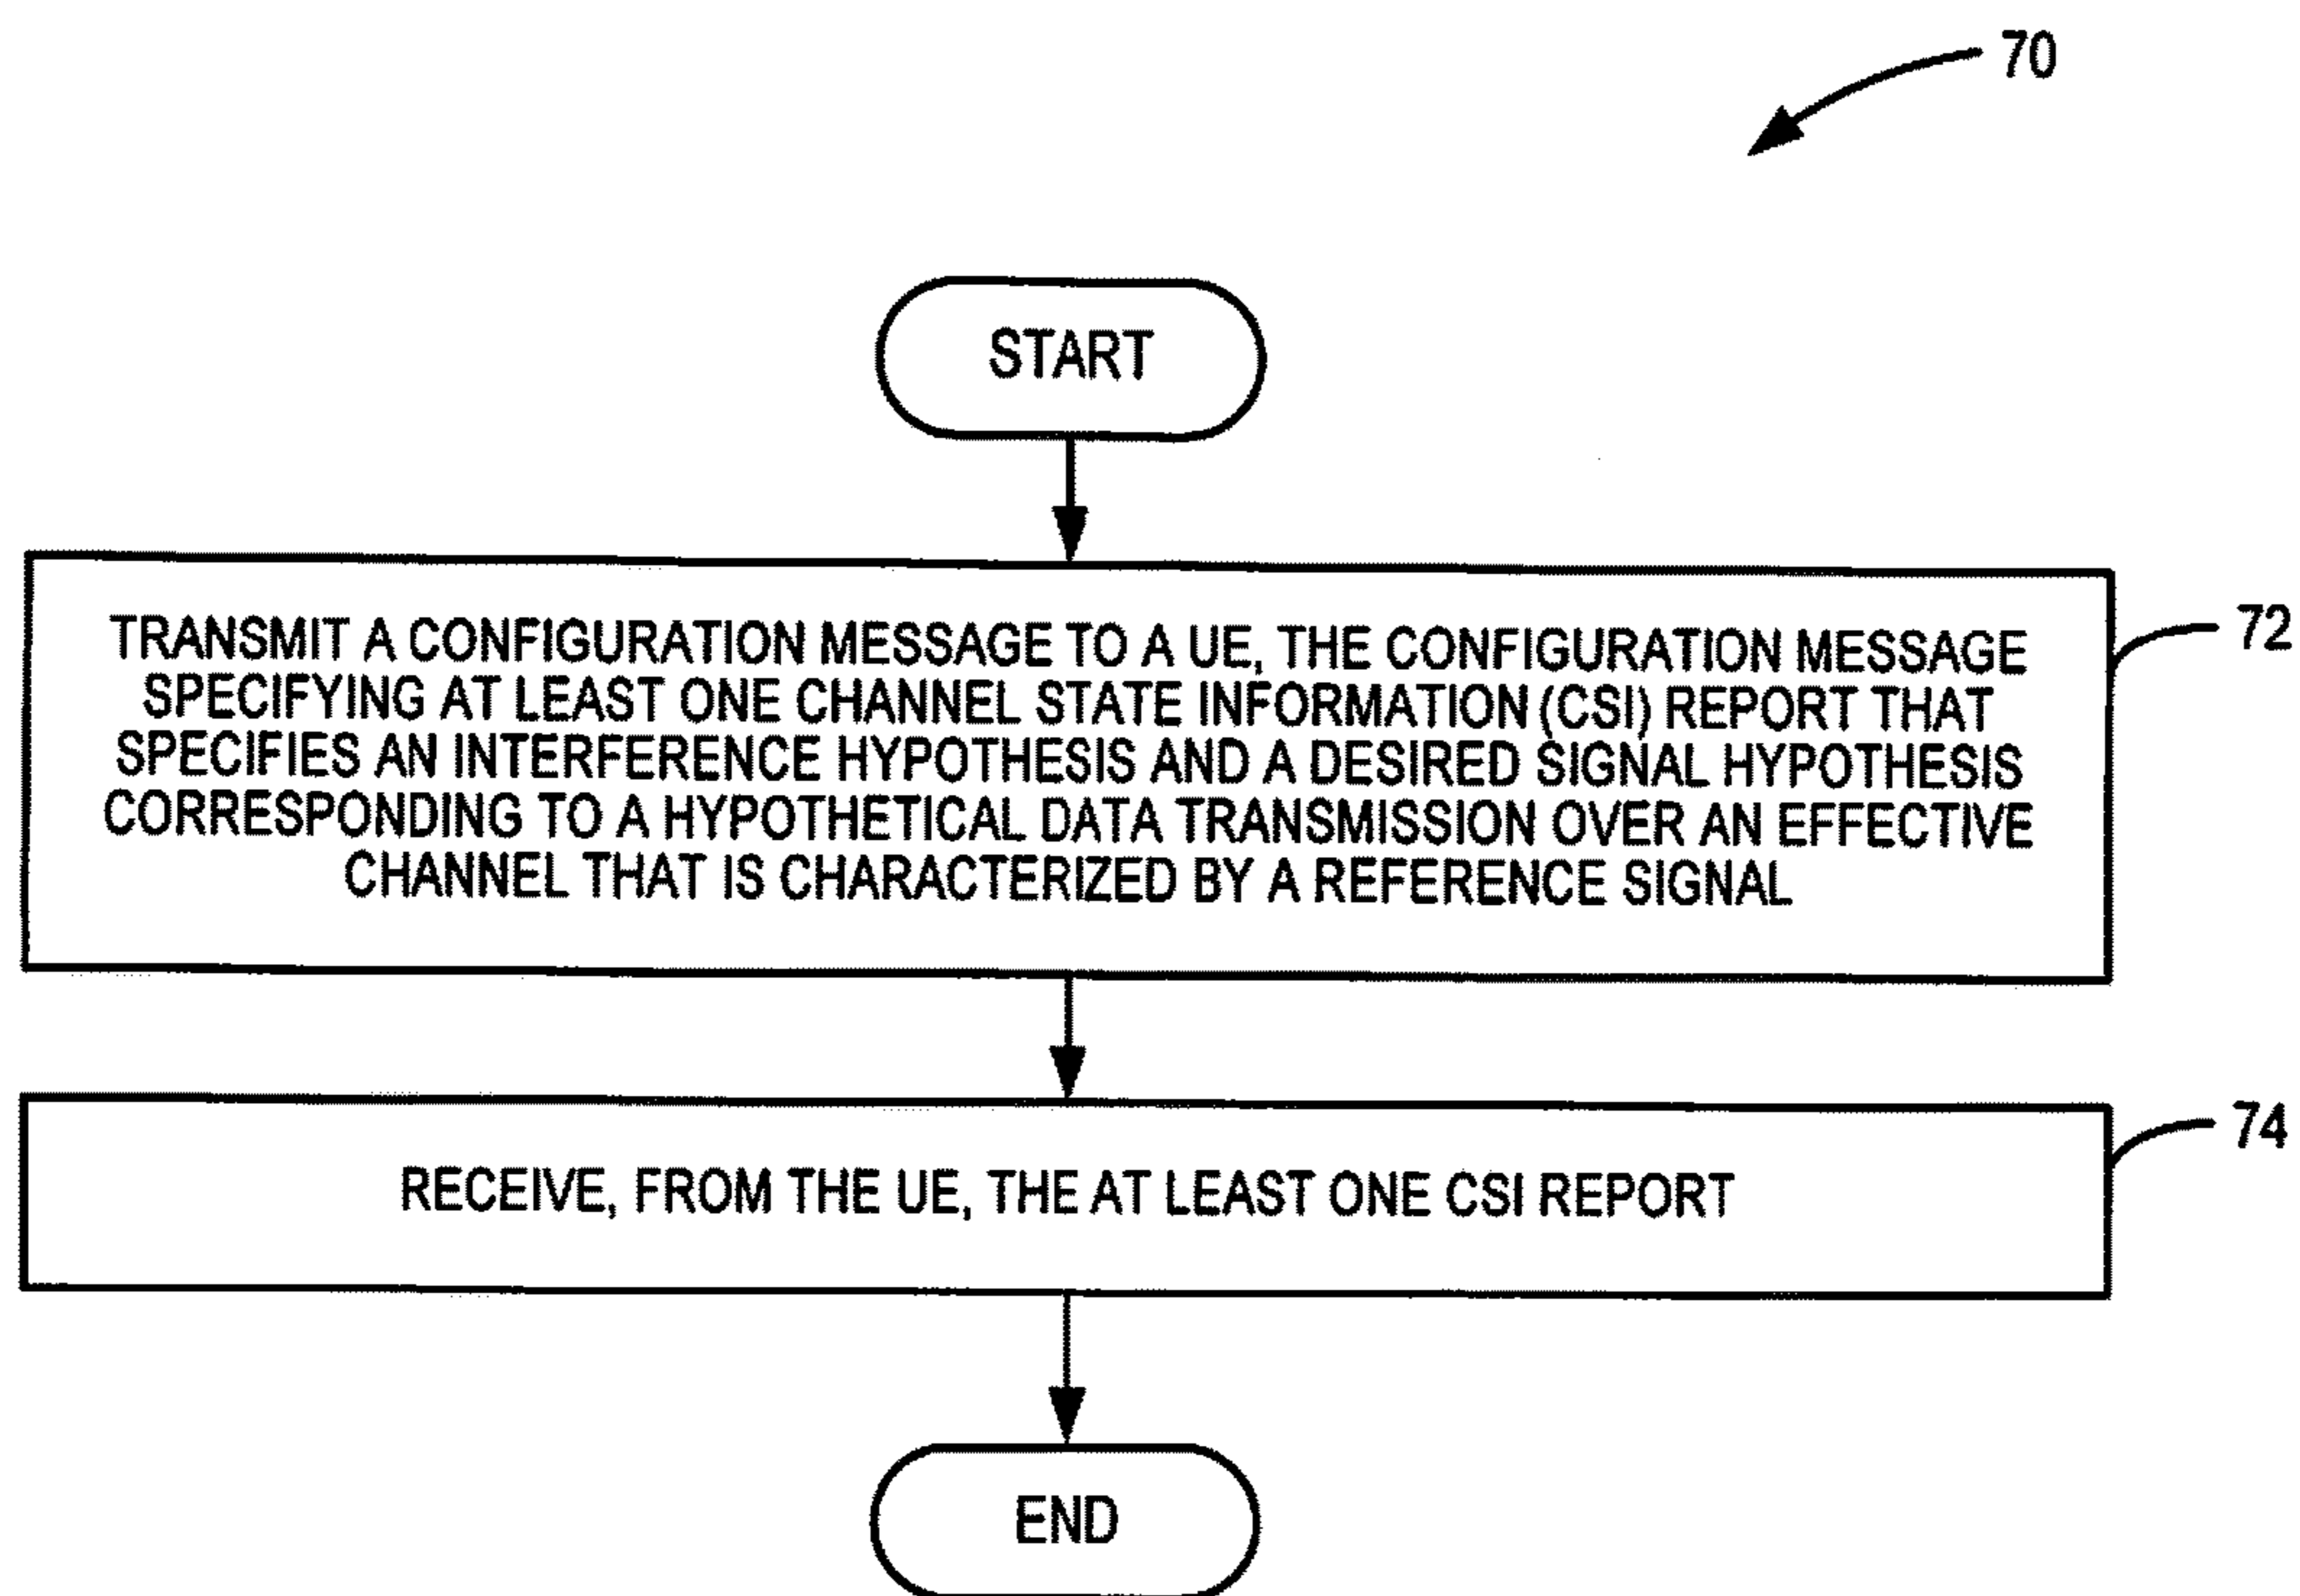 70
START
TRANSMIT A CONFIGURATION MESSAGE TO A UE, THE CONFIGURATION MESSAGE
SPECIFYING AT LEAST ONE CHANNEL STATE INFORMATION (CSI) REPORT THAT
SPECIFIES AN INTERFERENCE HYPOTHESIS AND A DESIRED SIGNAL HYPOTHESIS
CORRESPONDING TO A HYPOTHETICAL DATA TRANSMISSION OVER AN EFFECTIVE
CHANNEL THAT IS CHARACTERIZED BY A REFERENCE SIGNAL
72
RECEIVE, FROM THE UE, THE AT LEAST ONE CSI REPORT
74
END